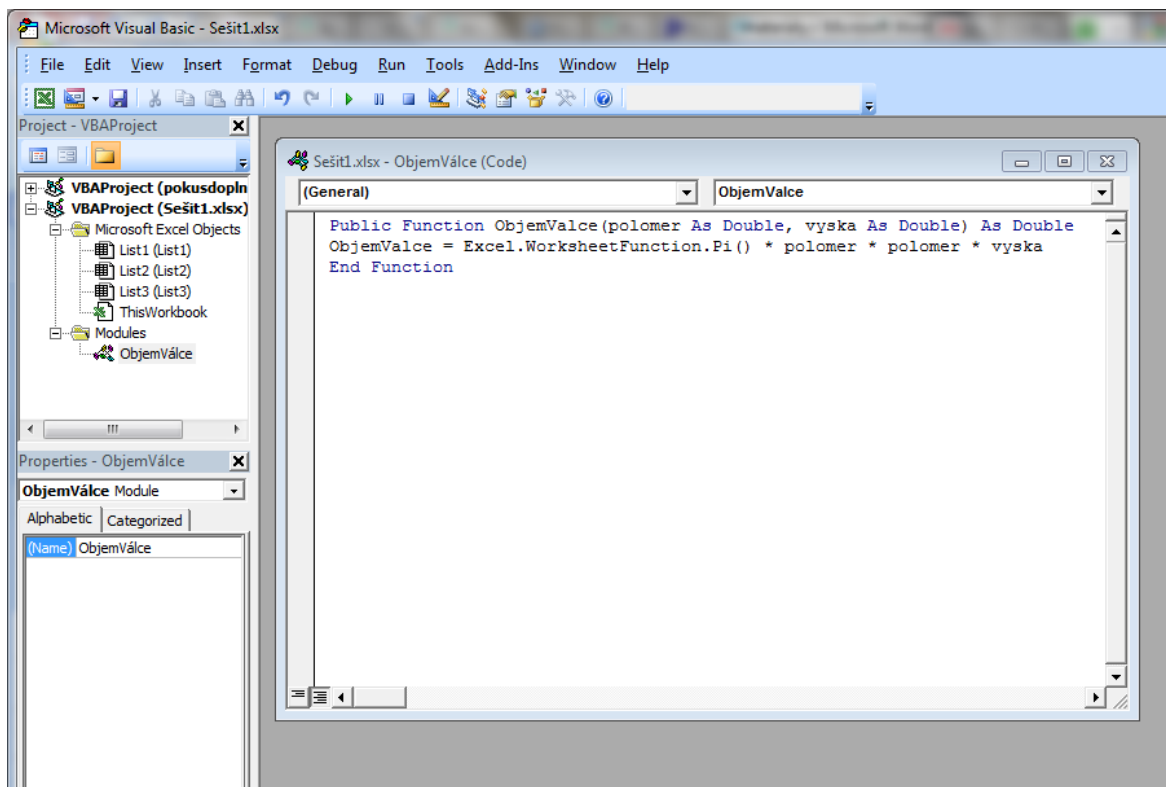 Microsoft Visual Basic - Sešit1.xlsx
File Edit View Insert Format Debug Run Tools Add-Ins Window Help
Project - VBAProject
VBAProject (pokusdopln
VBAProject (Sešit1.xlsx)
Microsoft Excel Objects
List1 (List1)
List2 (List2)
List3 (List3)
ThisWorkbook
Modules
ObjemVálce
Properties - ObjemVálce
ObjemVálce Module
Alphabetic Categorized
(Name) ObjemVálce
Sešit1.xlsx - ObjemVálce (Code)
(General) ObjemValce
Public Function ObjemValce(polomer As Double, vyska As Double) As Double
ObjemValce = Excel.WorksheetFunction.Pi() * polomer * polomer * vyska
End Function